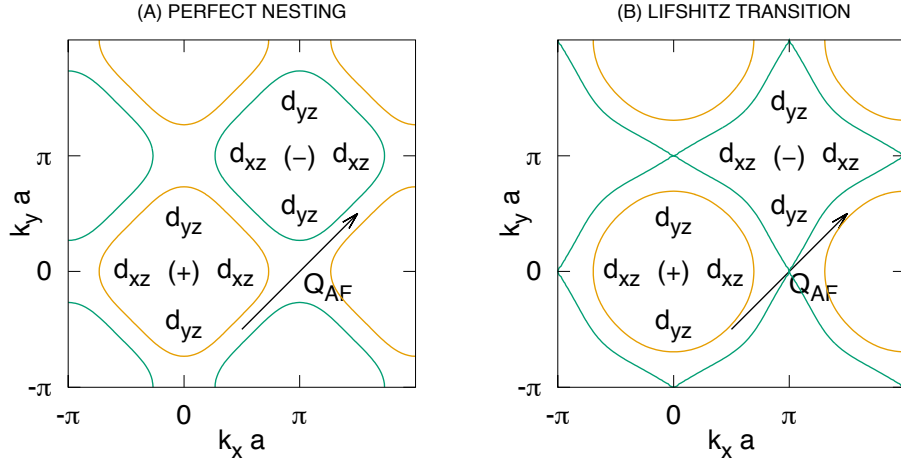 (A) PERFECT NESTING
d_yz
π
d_xz (−) d_xz
d_yz
d_yz
k_y a
0
d_xz (+) d_xz
Q_AF
d_yz
-π
-π 0 π
k_x a
(B) LIFSHITZ TRANSITION
d_yz
π
d_xz (−) d_xz
d_yz
d_yz
k_y a
0
d_xz (+) d_xz
Q_AF
d_yz
-π
-π 0 π
k_x a